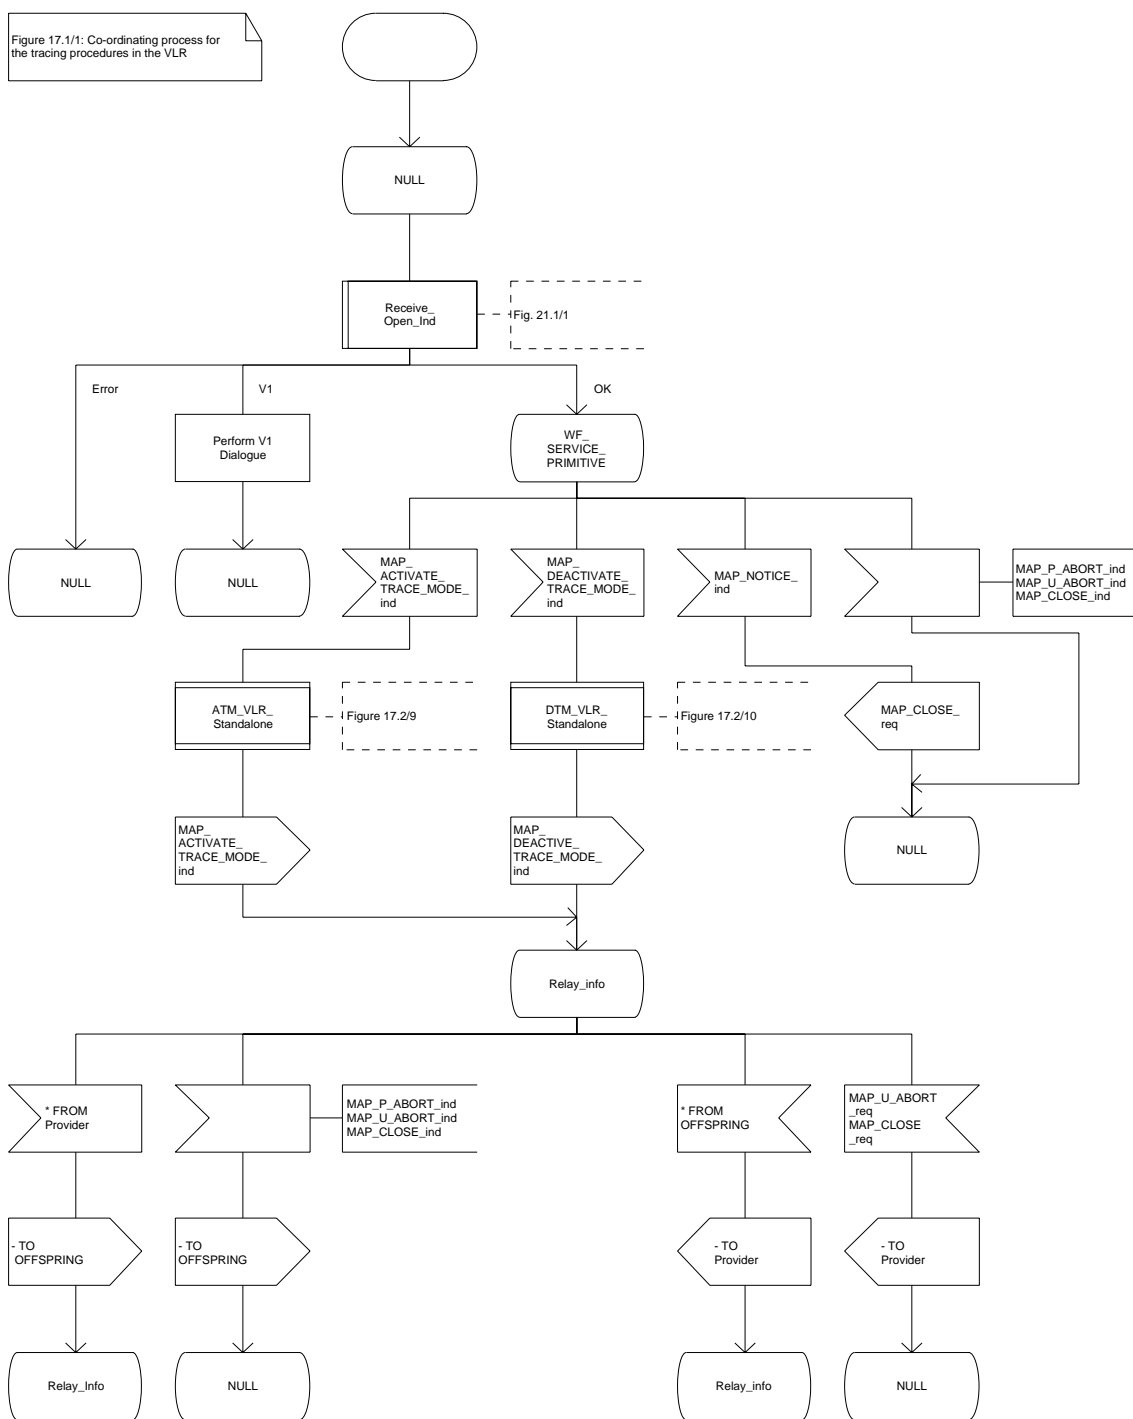 Figure 17.1/1: Co-ordinating process for
the tracing procedures in the VLR
NULL
Receive_
Open_Ind
Fig. 21.1/1
Error
V1
OK
Perform V1
Dialogue
WF_
SERVICE_
PRIMITIVE
NULL
NULL
MAP_
ACTIVATE_
TRACE_MODE_
ind
MAP_
DEACTIVATE_
TRACE_MODE_
ind
MAP_NOTICE_
ind
MAP_P_ABORT_ind
MAP_U_ABORT_ind
MAP_CLOSE_ind
ATM_VLR_
Standalone
Figure 17.2/9
DTM_VLR_
Standalone
Figure 17.2/10
MAP_CLOSE_
req
MAP_
ACTIVATE_
TRACE_MODE_
ind
MAP_
DEACTIVE_
TRACE_MODE_
ind
NULL
Relay_info
* FROM
Provider
MAP_P_ABORT_ind
MAP_U_ABORT_ind
MAP_CLOSE_ind
* FROM
OFFSPRING
MAP_U_ABORT
_req
MAP_CLOSE
_req
- TO
OFFSPRING
- TO
OFFSPRING
- TO
Provider
- TO
Provider
Relay_Info
NULL
Relay_info
NULL